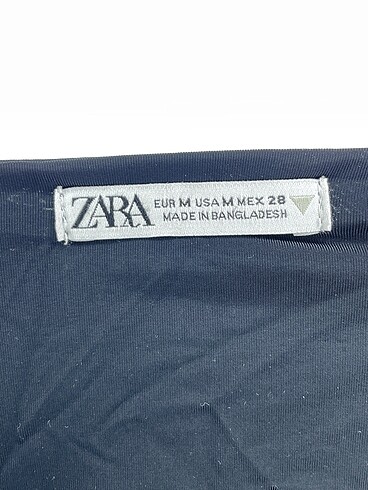 ZARA
EUR M USA M MEX 28
MADE IN BANGLADESH